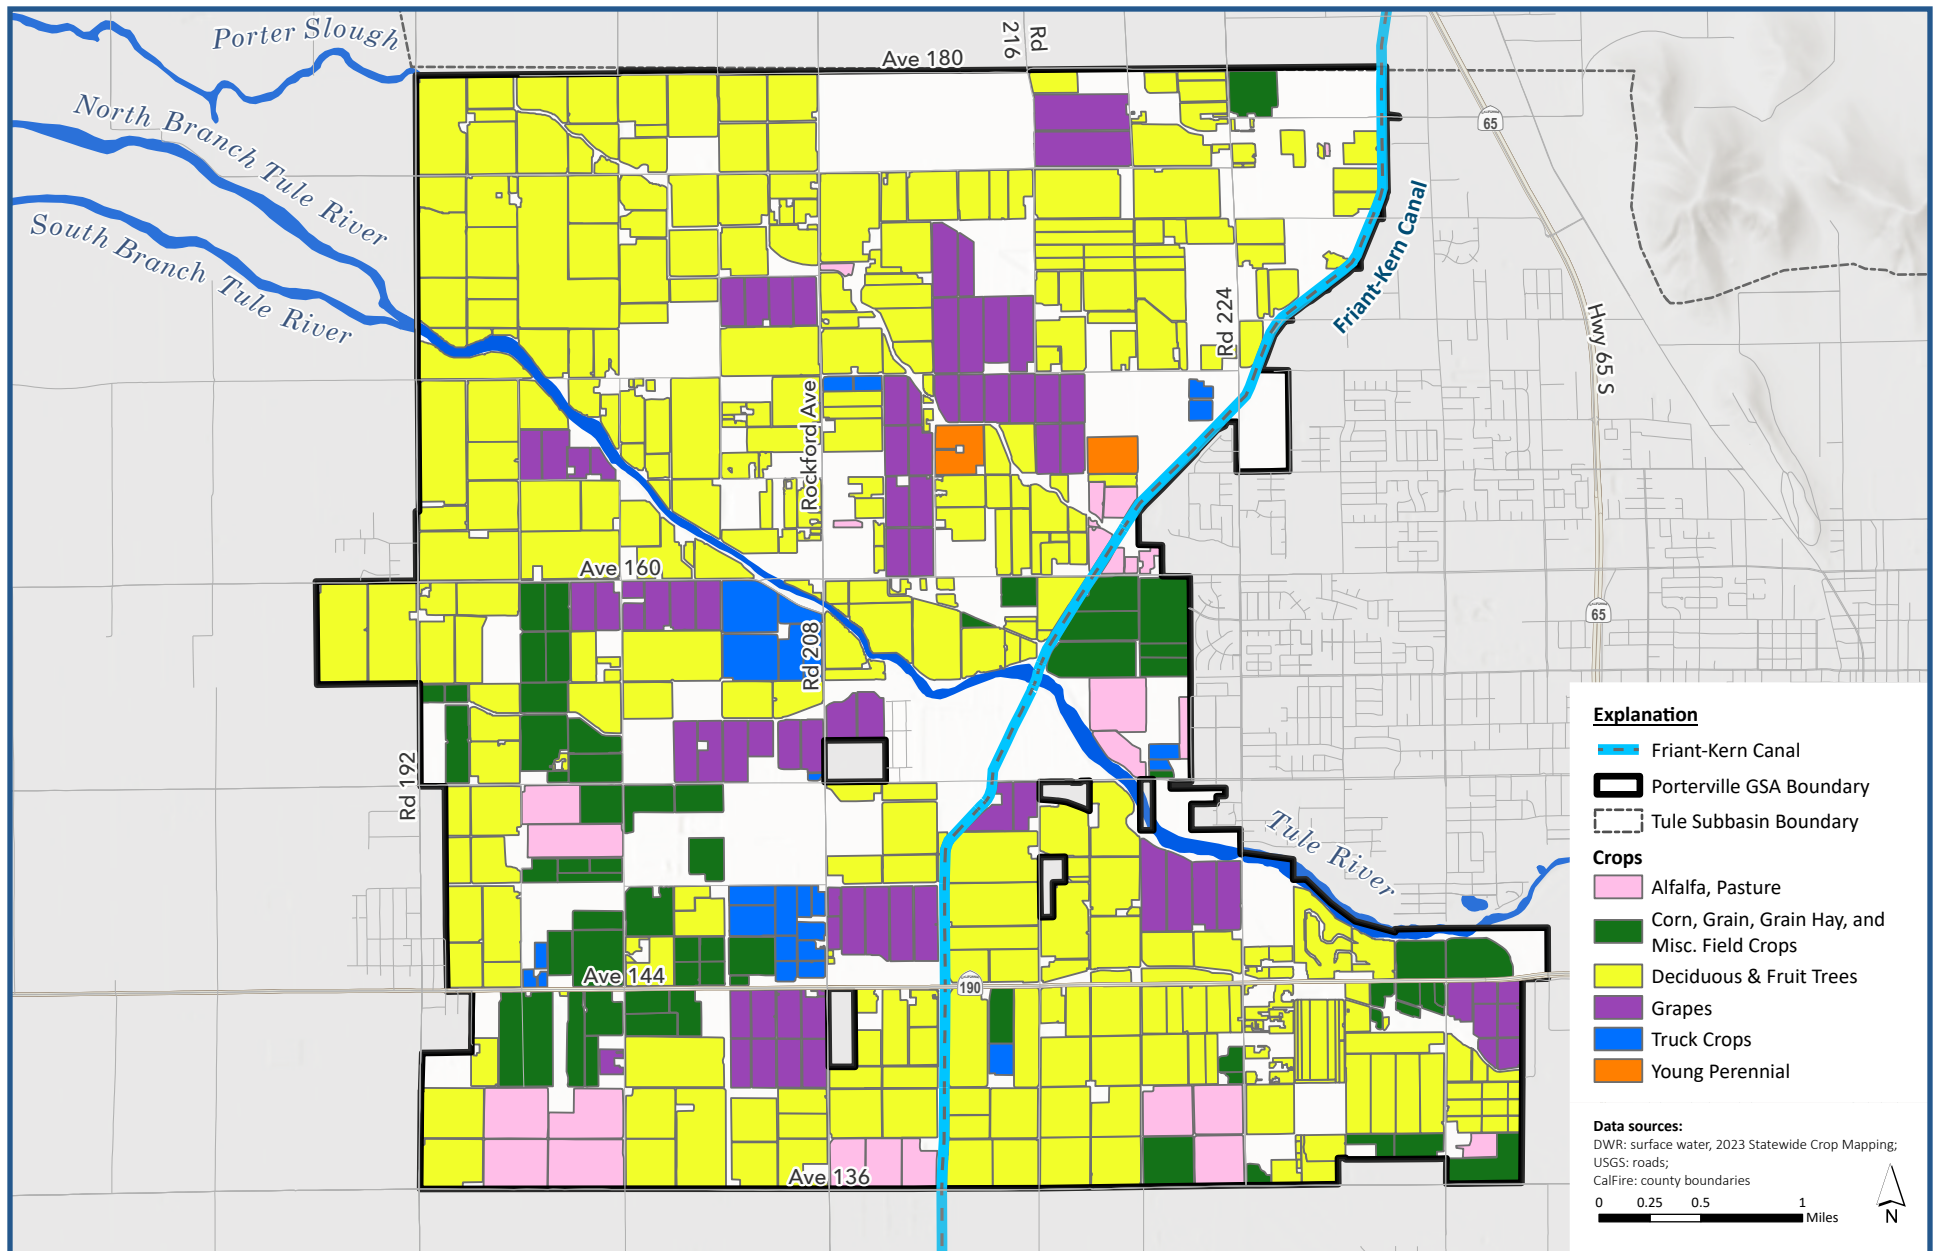 Porter Slough
Ave 180
Rd
216
North Branch Tule River
65
South Branch Tule River
Friant-Kern Canal
Rd 224
Hwy 65 S
Rockford Ave
Ave 160
CALIFORNIA
65
Rd 208
Rd 192
Tule River
Ave 144
CALIFORNIA
190
Ave 136
Explanation
Friant-Kern Canal
Porterville GSA Boundary
Tule Subbasin Boundary
Crops
Alfalfa, Pasture
Corn, Grain, Grain Hay, and
Misc. Field Crops
Deciduous & Fruit Trees
Grapes
Truck Crops
Young Perennial
Data sources:
DWR: surface water, 2023 Statewide Crop Mapping;
USGS: roads;
CalFire: county boundaries
0 0.25 0.5 1
Miles
N